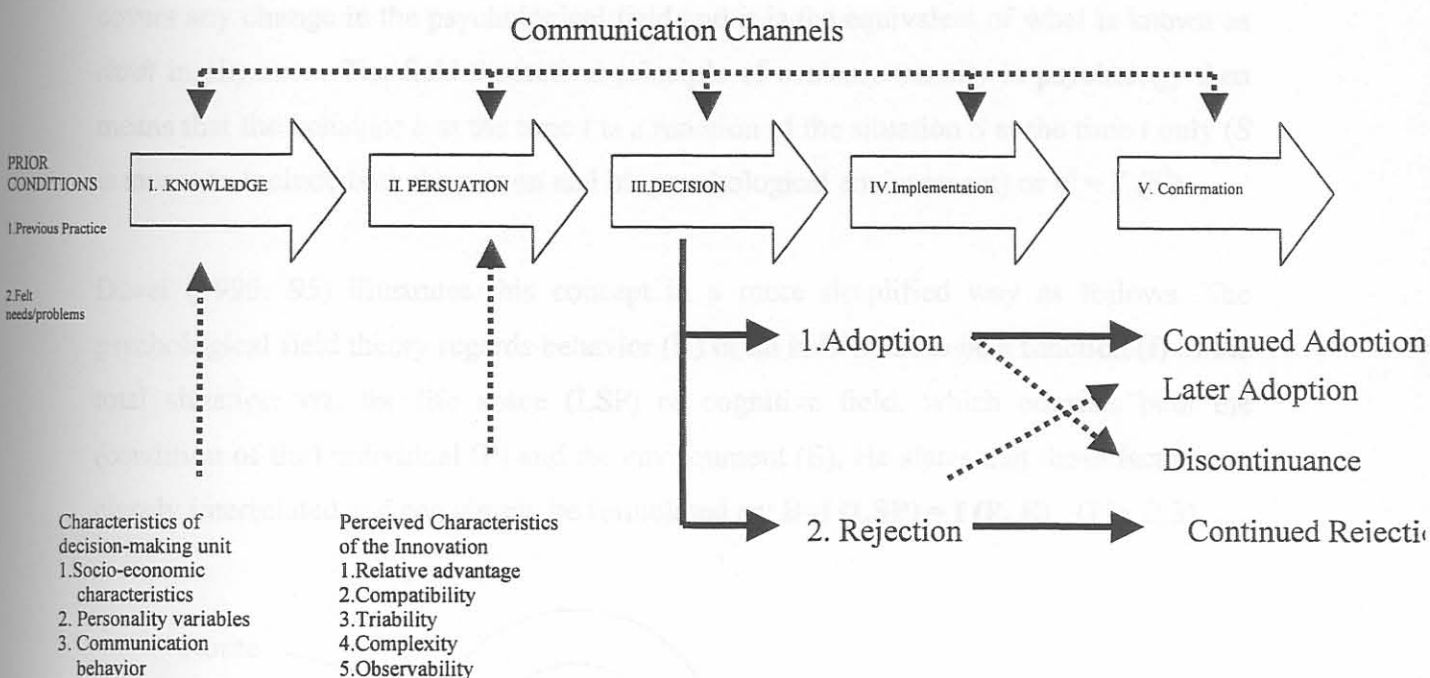 Communication Channels
PRIOR
CONDITIONS
1.Previous Practice
2.Felt
needs/problems
I. KNOWLEDGE
II. PERSUATION
III.DECISION
IV.Implementation
V. Confirmation
1.Adoption
Continued Adoption
Later Adoption
Discontinuance
2. Rejection
Continued Rejecti
Characteristics of
decision-making unit
1.Socio-economic
characteristics
2. Personality variables
3. Communication
behavior
Perceived Characteristics
of the Innovation
1.Relative advantage
2.Compatibility
3.Triability
4.Complexity
5.Observability